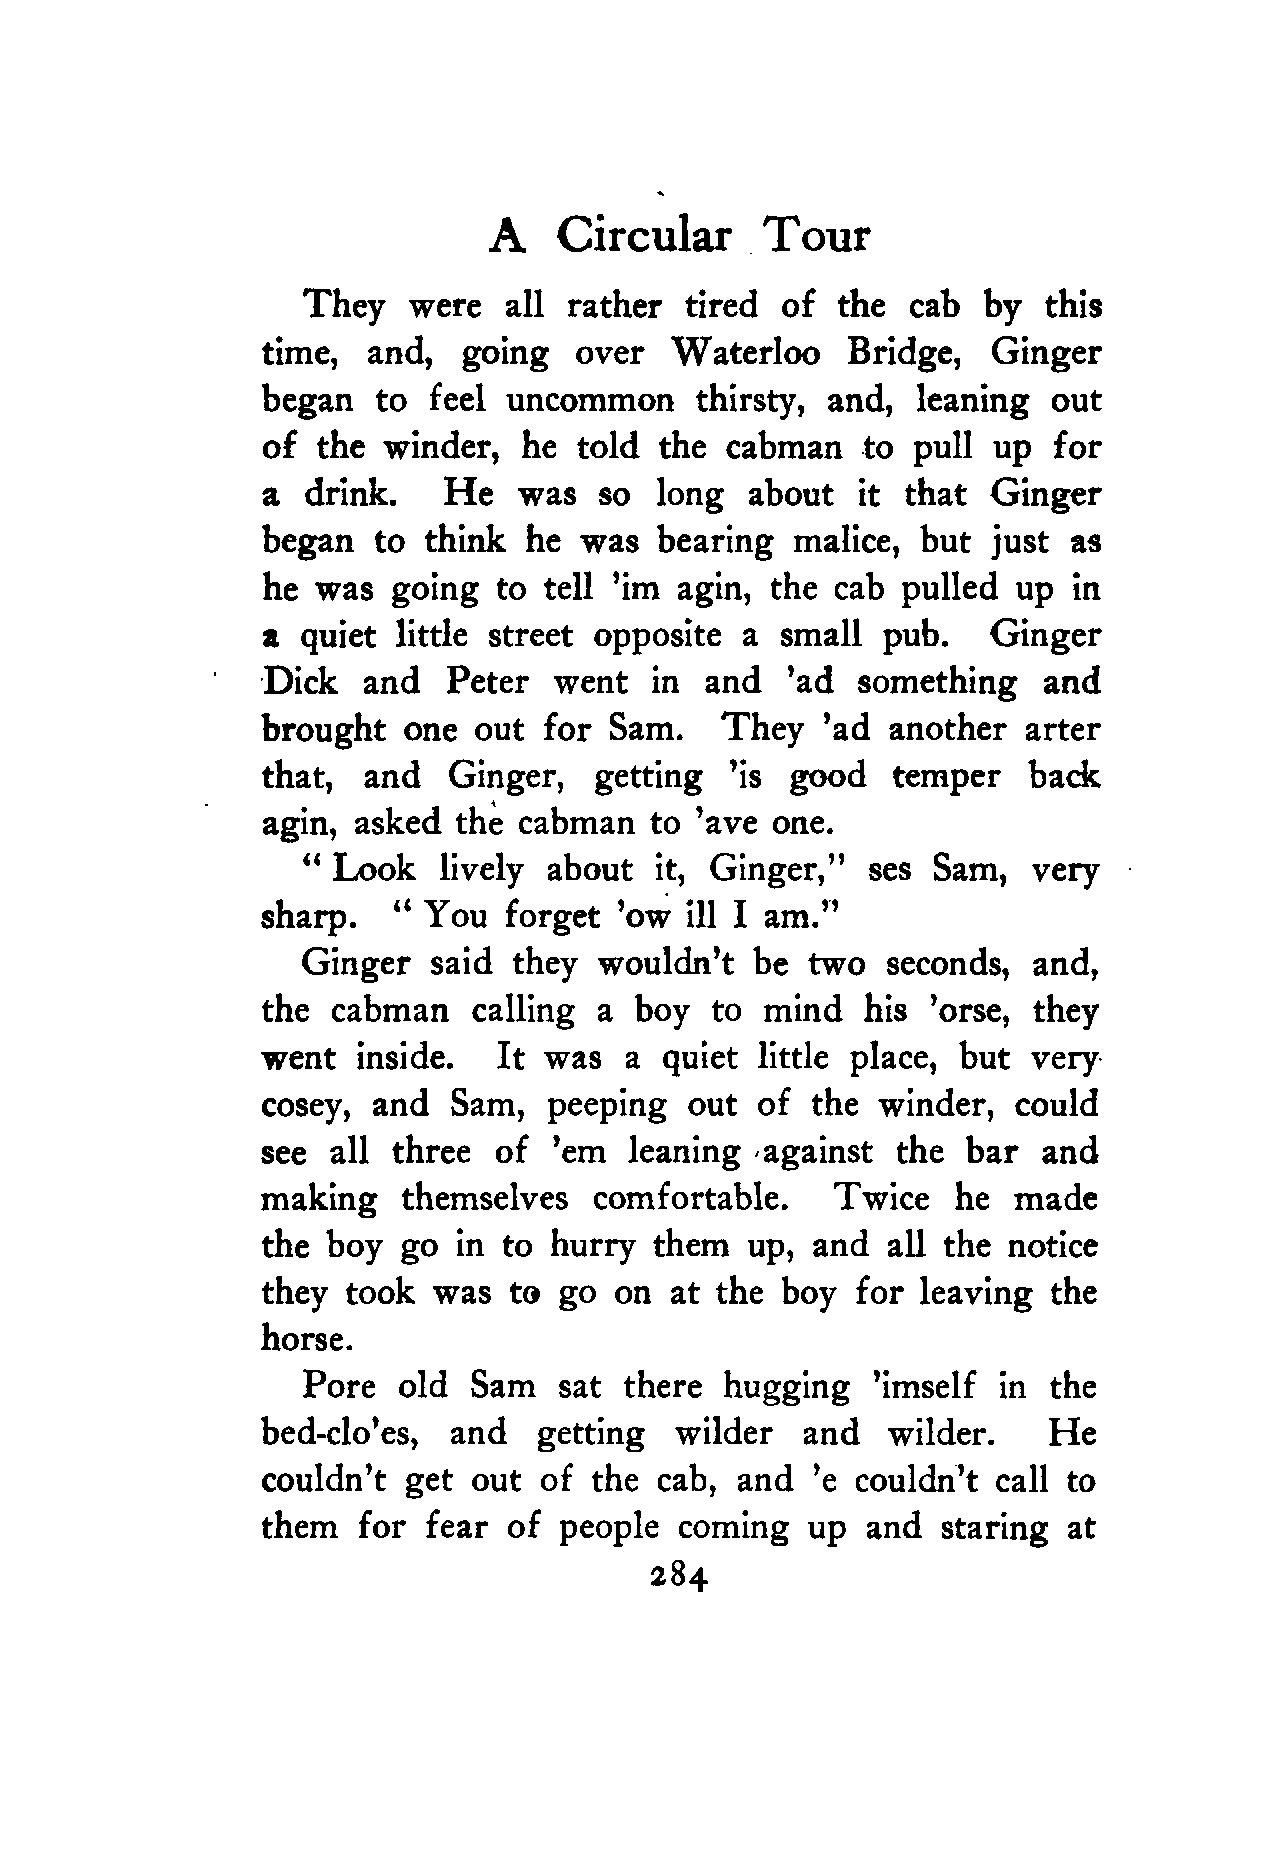 A Circular Tour
They were all rather tired of the cab by this
time, and, going over Waterloo Bridge, Ginger
began to feel uncommon thirsty, and, leaning out
of the winder, he told the cabman to pull up for
a drink. He was so long about it that Ginger
began to think he was bearing malice, but just as
he was going to tell 'im agin, the cab pulled up in
a quiet little street opposite a small pub. Ginger
Dick and Peter went in and 'ad something and
brought one out for Sam. They 'ad another arter
that, and Ginger, getting 'is good temper back
agin, asked the cabman to 'ave one.
“ Look lively about it, Ginger,” ses Sam, very
sharp. “ You forget 'ow ill I am.”
Ginger said they wouldn't be two seconds, and,
the cabman calling a boy to mind his 'orse, they
went inside. It was a quiet little place, but very
cosey, and Sam, peeping out of the winder, could
see all three of 'em leaning against the bar and
making themselves comfortable. Twice he made
the boy go in to hurry them up, and all the notice
they took was to go on at the boy for leaving the
horse.
Pore old Sam sat there hugging 'imself in the
bed-clo'es, and getting wilder and wilder. He
couldn't get out of the cab, and 'e couldn't call to
them for fear of people coming up and staring at
284